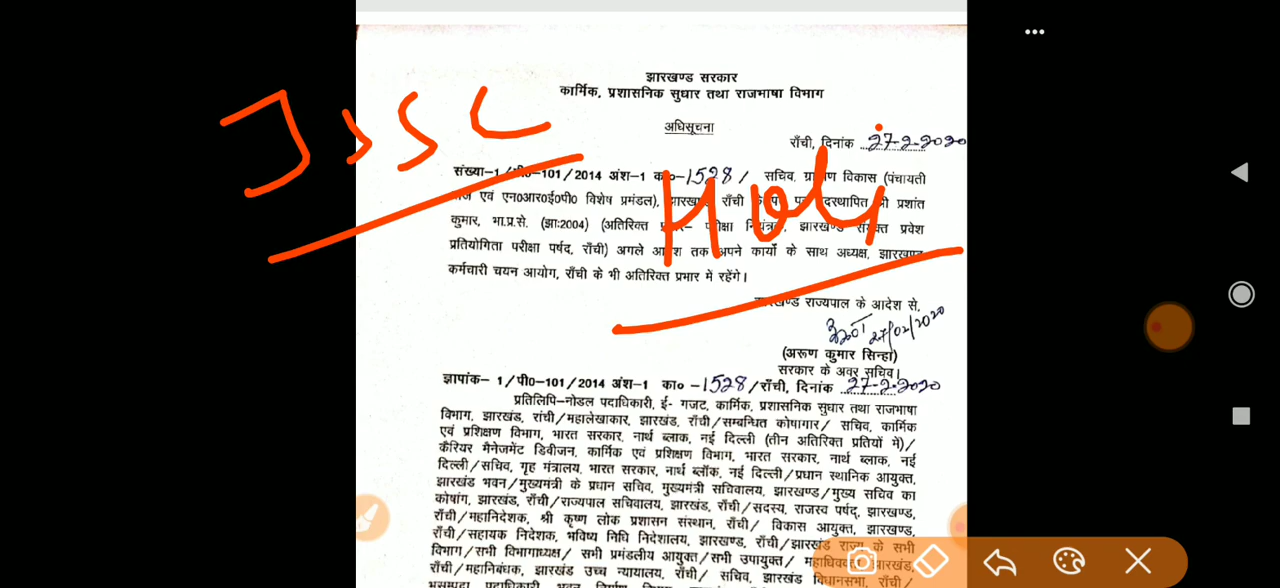 झारखण्ड सरकार
कार्मिक, प्रशासनिक सुधार तथा राजभाषा विभाग
JSSC
अधिसूचना
राँची, दिनांक 27-2-2020
Holi
संख्या-1/पी०-101/2014 अंश-1 का०-1528/ सचिव, ग्रामीण विकास (पंचायती
राज एवं एन०आर०ई०पी० विशेष प्रमंडल), झारखण्ड, राँची के पद पर पदस्थापित श्री प्रशांत
कुमार, भा.प्र.से. (झा:2004) (अतिरिक्त प्रभार- परीक्षा नियंत्रक, झारखण्ड संयुक्त प्रवेश
प्रतियोगिता परीक्षा पर्षद, राँची) अगले आदेश तक अपने कार्यों के साथ अध्यक्ष, झारखण्ड
कर्मचारी चयन आयोग, राँची के भी अतिरिक्त प्रभार में रहेंगे।
झारखण्ड राज्यपाल के आदेश से,
27/02/2020
(अरूण कुमार सिन्हा)
सरकार के अवर सचिव।
ज्ञापांक- 1/पी०-101/2014 अंश-1 का० -1528/राँची, दिनांक 27-2-2020
प्रतिलिपि-नोडल पदाधिकारी, ई- गजट, कार्मिक, प्रशासनिक सुधार तथा राजभाषा
विभाग, झारखंड, रांची/महालेखाकार, झारखंड, राँची/सम्बन्धित कोषागार/ सचिव, कार्मिक
एवं प्रशिक्षण विभाग, भारत सरकार, नार्थ ब्लाक, नई दिल्ली (तीन अतिरिक्त प्रतियों में)/
कैरियर मैनेजमेंट डिवीजन, कार्मिक एवं प्रशिक्षण विभाग, भारत सरकार, नार्थ ब्लाक, नई
दिल्ली/सचिव, गृह मंत्रालय, भारत सरकार, नार्थ ब्लॉक, नई दिल्ली/प्रधान स्थानिक आयुक्त,
झारखंड भवन/मुख्यमंत्री के प्रधान सचिव, मुख्यमंत्री सचिवालय, झारखण्ड/मुख्य सचिव का
कोषांग, झारखंड, राँची/राज्यपाल सचिवालय, झारखंड, राँची/सदस्य, राजस्व पर्षद्, झारखण्ड,
राँची/महानिदेशक, श्री कृष्ण लोक प्रशासन संस्थान, राँची/ विकास आयुक्त, झारखण्ड,
राँची/सहायक निदेशक, भविष्य निधि निदेशालय, झारखण्ड, राँची/झारखंड राज्य के सभी
विभाग/सभी विभागाध्यक्ष/ सभी प्रमंडलीय आयुक्त/सभी उपायुक्त/ महाधिवक्ता झारखंड,
राँची/महानिबंधक, झारखंड उच्च न्यायालय, राँची/ सचिव, झारखंड विधानसभा, राँची/